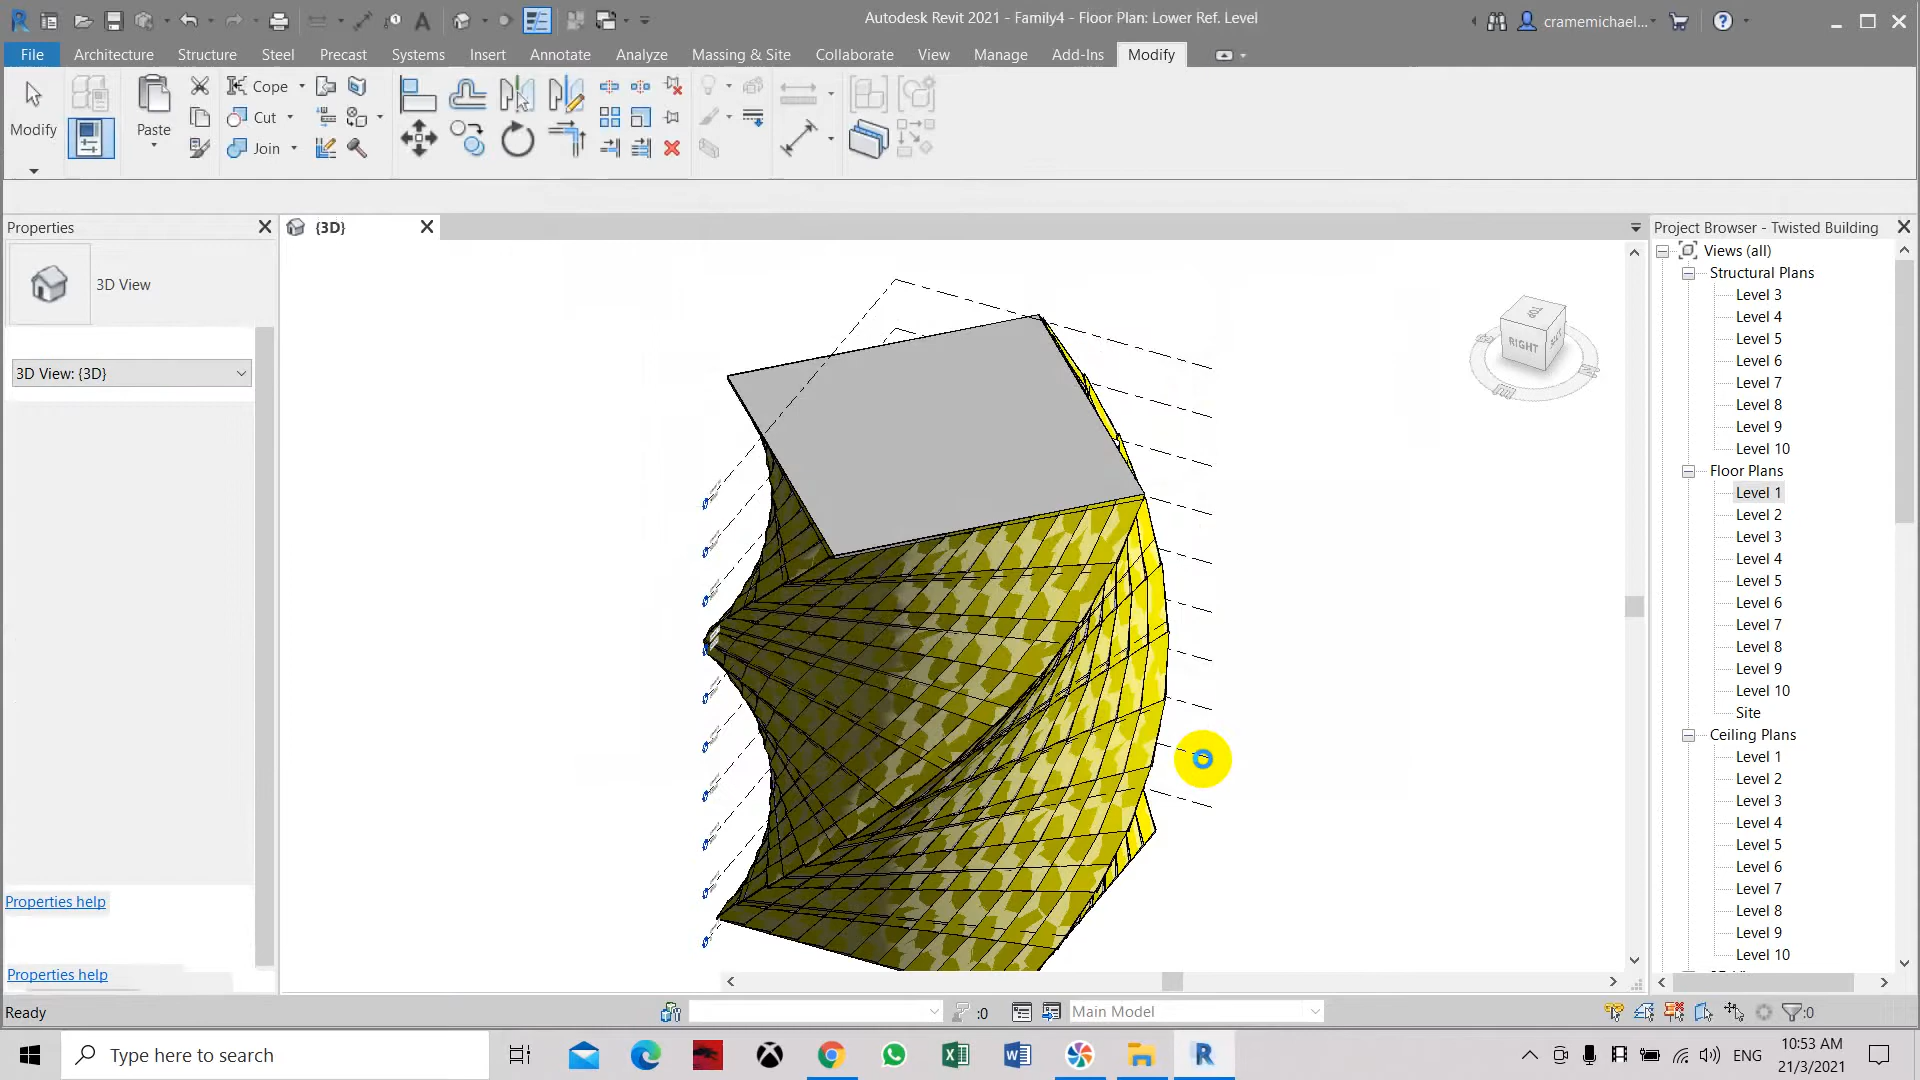 Autodesk Revit 2021 - Family4 - Floor Plan: Lower Ref. Level
cramemichael...
File
Architecture
Structure
Steel
Precast
Systems
Insert
Annotate
Analyze
Massing & Site
Collaborate
View
Manage
Add-Ins
Modify
Modify
Paste
Cope
Cut
Join
Properties
{3D}
Project Browser - Twisted Building
3D View
3D View: {3D}
Properties help
Properties help
TOP
RIGHT
Views (all)
Structural Plans
Level 3
Level 4
Level 5
Level 6
Level 7
Level 8
Level 9
Level 10
Floor Plans
Level 1
Level 2
Level 3
Level 4
Level 5
Level 6
Level 7
Level 8
Level 9
Level 10
Site
Ceiling Plans
Level 1
Level 2
Level 3
Level 4
Level 5
Level 6
Level 7
Level 8
Level 9
Level 10
Ready
:0
Main Model
:0
Type here to search
ENG
10:53 AM
21/3/2021